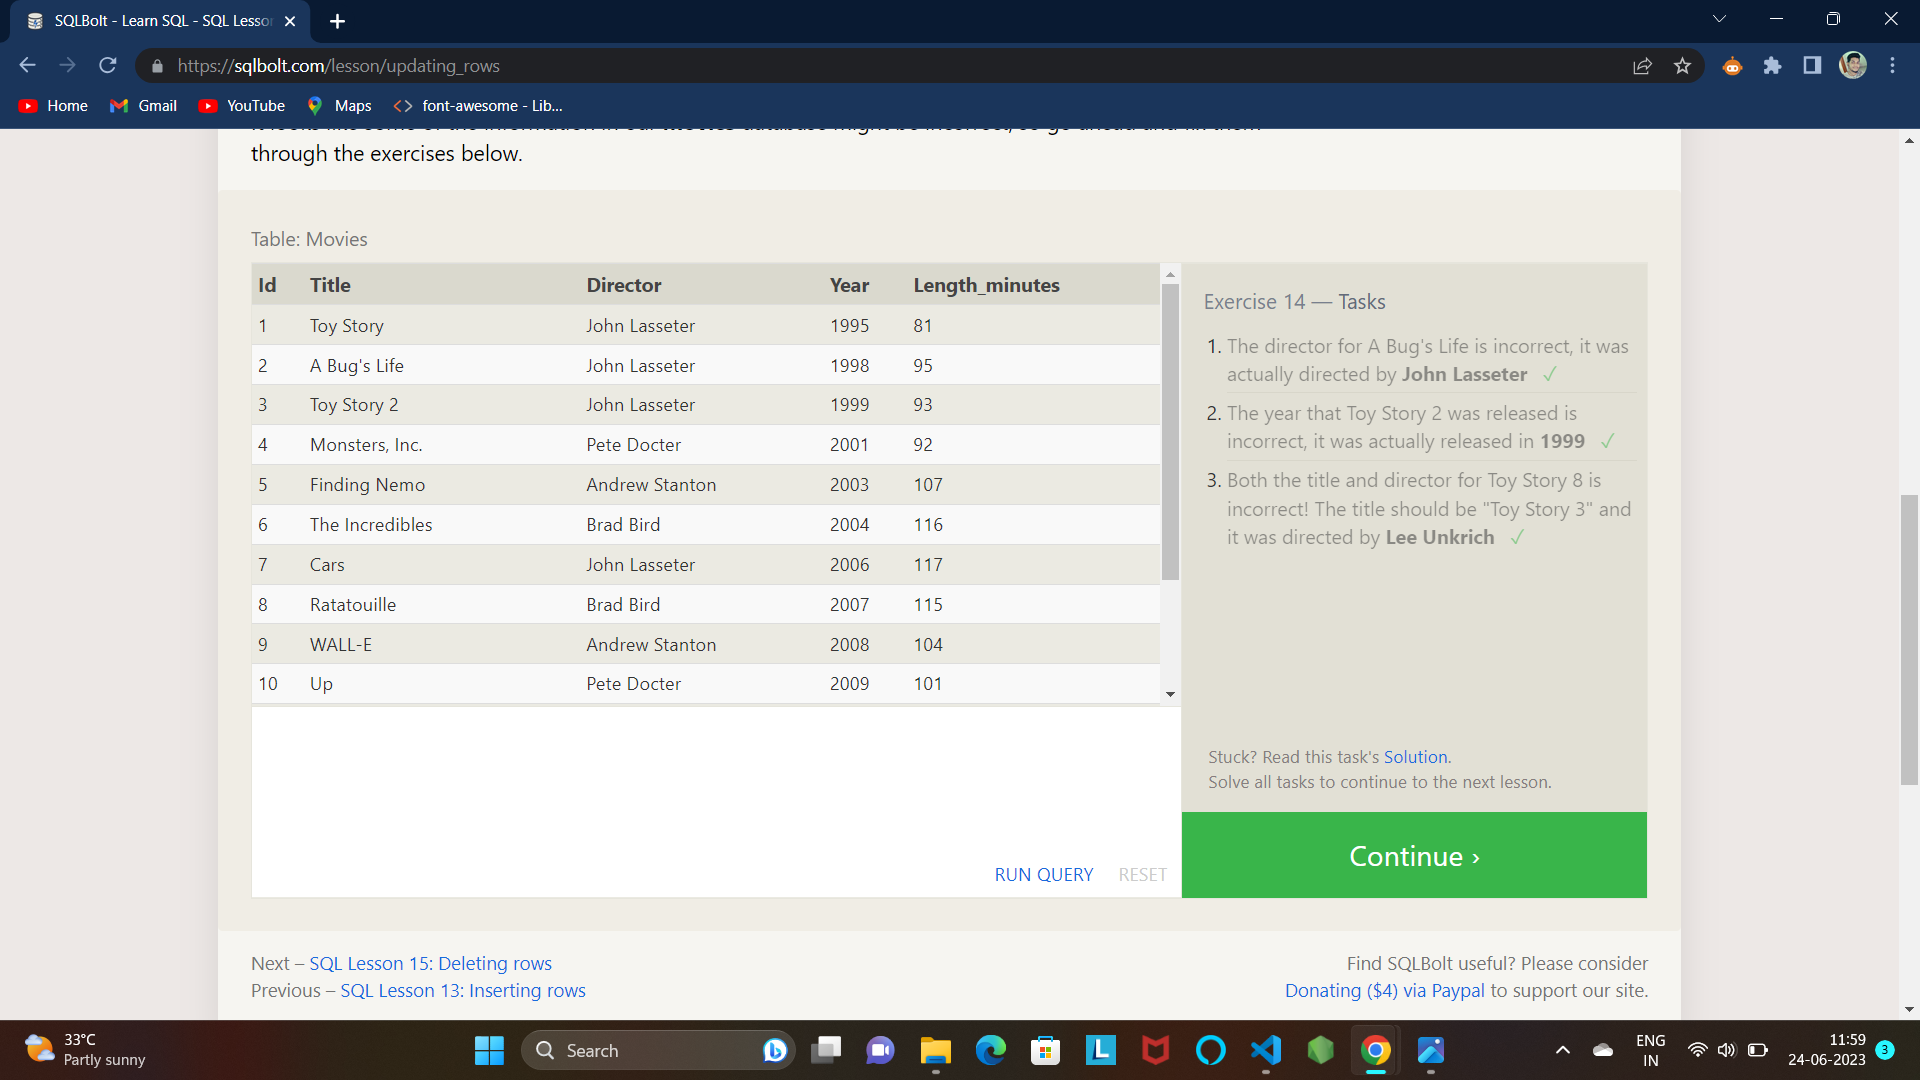 SQLBolt - Learn SQL - SQL Lesso
https://sqlbolt.com/lesson/updating_rows
Home
Gmail
YouTube
Maps
font-awesome - Lib...
through the exercises below.
Table: Movies
Id Title Director Year Length_minutes
1 Toy Story John Lasseter 1995 81
2 A Bug's Life John Lasseter 1998 95
3 Toy Story 2 John Lasseter 1999 93
4 Monsters, Inc. Pete Docter 2001 92
5 Finding Nemo Andrew Stanton 2003 107
6 The Incredibles Brad Bird 2004 116
7 Cars John Lasseter 2006 117
8 Ratatouille Brad Bird 2007 115
9 WALL-E Andrew Stanton 2008 104
10 Up Pete Docter 2009 101
RUN QUERY RESET
Exercise 14 — Tasks
1. The director for A Bug's Life is incorrect, it was
actually directed by John Lasseter ✓
2. The year that Toy Story 2 was released is
incorrect, it was actually released in 1999 ✓
3. Both the title and director for Toy Story 8 is
incorrect! The title should be "Toy Story 3" and
it was directed by Lee Unkrich ✓
Stuck? Read this task's Solution.
Solve all tasks to continue to the next lesson.
Continue ›
Next – SQL Lesson 15: Deleting rows
Previous – SQL Lesson 13: Inserting rows
Find SQLBolt useful? Please consider
Donating ($4) via Paypal to support our site.
33°C
Partly sunny
Search
L
ENG
IN
11:59
24-06-2023
3